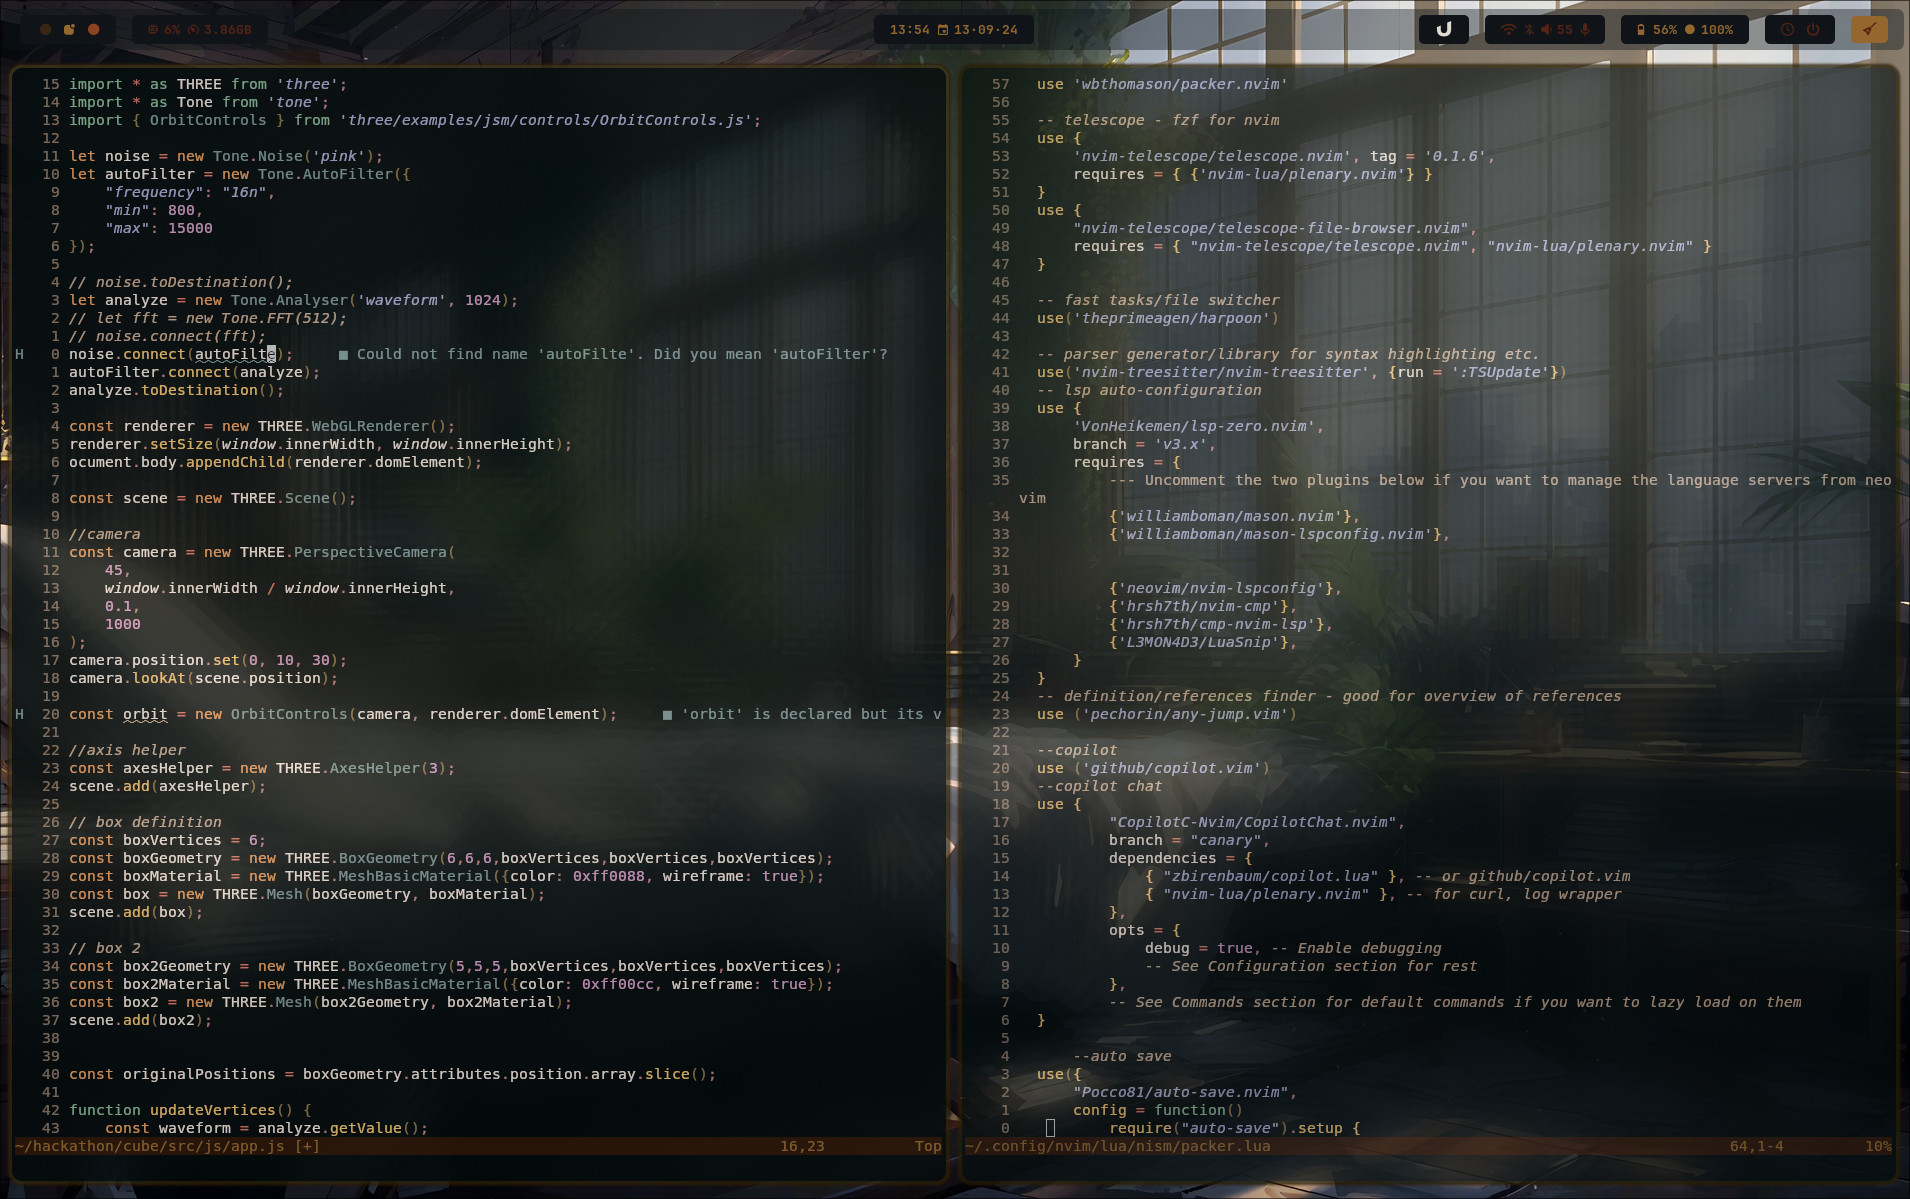 6% 3.86GB
13:54 13·09·24
55
56% 100%
15 import * as THREE from 'three';
14 import * as Tone from 'tone';
13 import { OrbitControls } from 'three/examples/jsm/controls/OrbitControls.js';
12
11 let noise = new Tone.Noise('pink');
10 let autoFilter = new Tone.AutoFilter({
9     "frequency": "16n",
8     "min": 800,
7     "max": 15000
6 });
5
4 // noise.toDestination();
3 let analyze = new Tone.Analyser('waveform', 1024);
2 // let fft = new Tone.FFT(512);
1 // noise.connect(fft);
H 0 noise.connect(autoFilte); ■ Could not find name 'autoFilte'. Did you mean 'autoFilter'?
1 autoFilter.connect(analyze);
2 analyze.toDestination();
3
4 const renderer = new THREE.WebGLRenderer();
5 renderer.setSize(window.innerWidth, window.innerHeight);
6 ocument.body.appendChild(renderer.domElement);
7
8 const scene = new THREE.Scene();
9
10 //camera
11 const camera = new THREE.PerspectiveCamera(
12     45,
13     window.innerWidth / window.innerHeight,
14     0.1,
15     1000
16 );
17 camera.position.set(0, 10, 30);
18 camera.lookAt(scene.position);
19
H 20 const orbit = new OrbitControls(camera, renderer.domElement); ■ 'orbit' is declared but its v
21
22 //axis helper
23 const axesHelper = new THREE.AxesHelper(3);
24 scene.add(axesHelper);
25
26 // box definition
27 const boxVertices = 6;
28 const boxGeometry = new THREE.BoxGeometry(6,6,6,boxVertices,boxVertices,boxVertices);
29 const boxMaterial = new THREE.MeshBasicMaterial({color: 0xff0088, wireframe: true});
30 const box = new THREE.Mesh(boxGeometry, boxMaterial);
31 scene.add(box);
32
33 // box 2
34 const box2Geometry = new THREE.BoxGeometry(5,5,5,boxVertices,boxVertices,boxVertices);
35 const box2Material = new THREE.MeshBasicMaterial({color: 0xff00cc, wireframe: true});
36 const box2 = new THREE.Mesh(box2Geometry, box2Material);
37 scene.add(box2);
38
39
40 const originalPositions = boxGeometry.attributes.position.array.slice();
41
42 function updateVertices() {
43     const waveform = analyze.getValue();
~/hackathon/cube/src/js/app.js [+] 16,23 Top
57 use 'wbthomason/packer.nvim'
56
55 -- telescope - fzf for nvim
54 use {
53     'nvim-telescope/telescope.nvim', tag = '0.1.6',
52     requires = { {'nvim-lua/plenary.nvim'} }
51 }
50 use {
49     "nvim-telescope/telescope-file-browser.nvim",
48     requires = { "nvim-telescope/telescope.nvim", "nvim-lua/plenary.nvim" }
47 }
46
45 -- fast tasks/file switcher
44 use('theprimeagen/harpoon')
43
42 -- parser generator/library for syntax highlighting etc.
41 use('nvim-treesitter/nvim-treesitter', {run = ':TSUpdate'})
40 -- lsp auto-configuration
39 use {
38     'VonHeikemen/lsp-zero.nvim',
37     branch = 'v3.x',
36     requires = {
35         --- Uncomment the two plugins below if you want to manage the language servers from neo
vim
34         {'williamboman/mason.nvim'},
33         {'williamboman/mason-lspconfig.nvim'},
32
31
30         {'neovim/nvim-lspconfig'},
29         {'hrsh7th/nvim-cmp'},
28         {'hrsh7th/cmp-nvim-lsp'},
27         {'L3MON4D3/LuaSnip'},
26     }
25 }
24 -- definition/references finder - good for overview of references
23 use ('pechorin/any-jump.vim')
22
21 --copilot
20 use ('github/copilot.vim')
19 --copilot chat
18 use {
17         "CopilotC-Nvim/CopilotChat.nvim",
16         branch = "canary",
15         dependencies = {
14             { "zbirenbaum/copilot.lua" }, -- or github/copilot.vim
13             { "nvim-lua/plenary.nvim" }, -- for curl, log wrapper
12         },
11         opts = {
10             debug = true, -- Enable debugging
9             -- See Configuration section for rest
8         },
7         -- See Commands section for default commands if you want to lazy load on them
6 }
5
4     --auto save
3 use({
2     "Pocco81/auto-save.nvim",
1     config = function()
0         require("auto-save").setup {
~/.config/nvim/lua/nism/packer.lua 64,1-4 10%